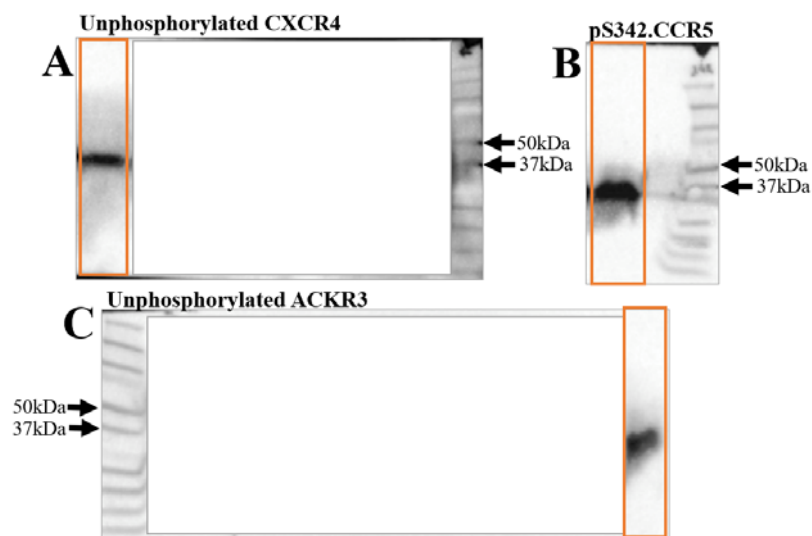 Unphosphorylated CXCR4
A
50kDa
37kDa
pS342.CCR5
B
50kDa
37kDa
Unphosphorylated ACKR3
C
50kDa
37kDa